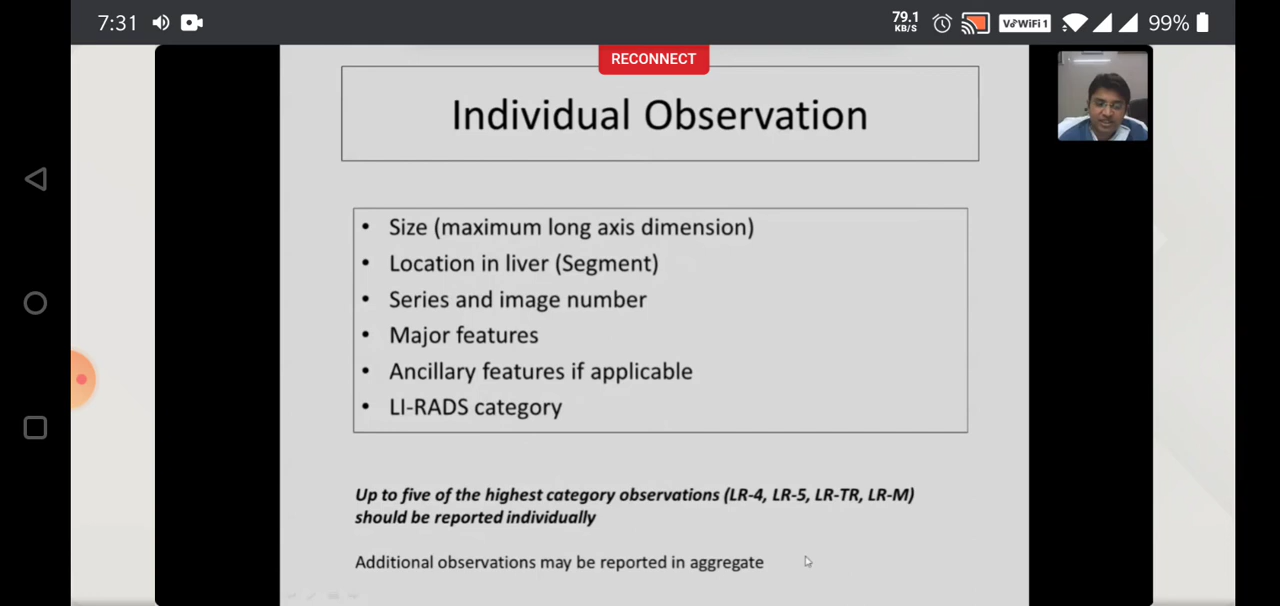 7:31
79.1
KB/S
Vo WiFi 1
99%
RECONNECT
Individual Observation
• Size (maximum long axis dimension)
• Location in liver (Segment)
• Series and image number
• Major features
• Ancillary features if applicable
• LI-RADS category
Up to five of the highest category observations (LR-4, LR-5, LR-TR, LR-M)
should be reported individually
Additional observations may be reported in aggregate